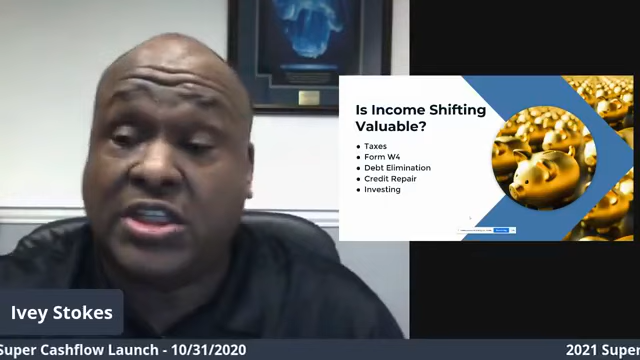 Is Income Shifting
Valuable?
• Taxes
• Form W4
• Debt Elimination
• Credit Repair
• Investing
Ivey Stokes
Super Cashflow Launch - 10/31/2020
2021 Super